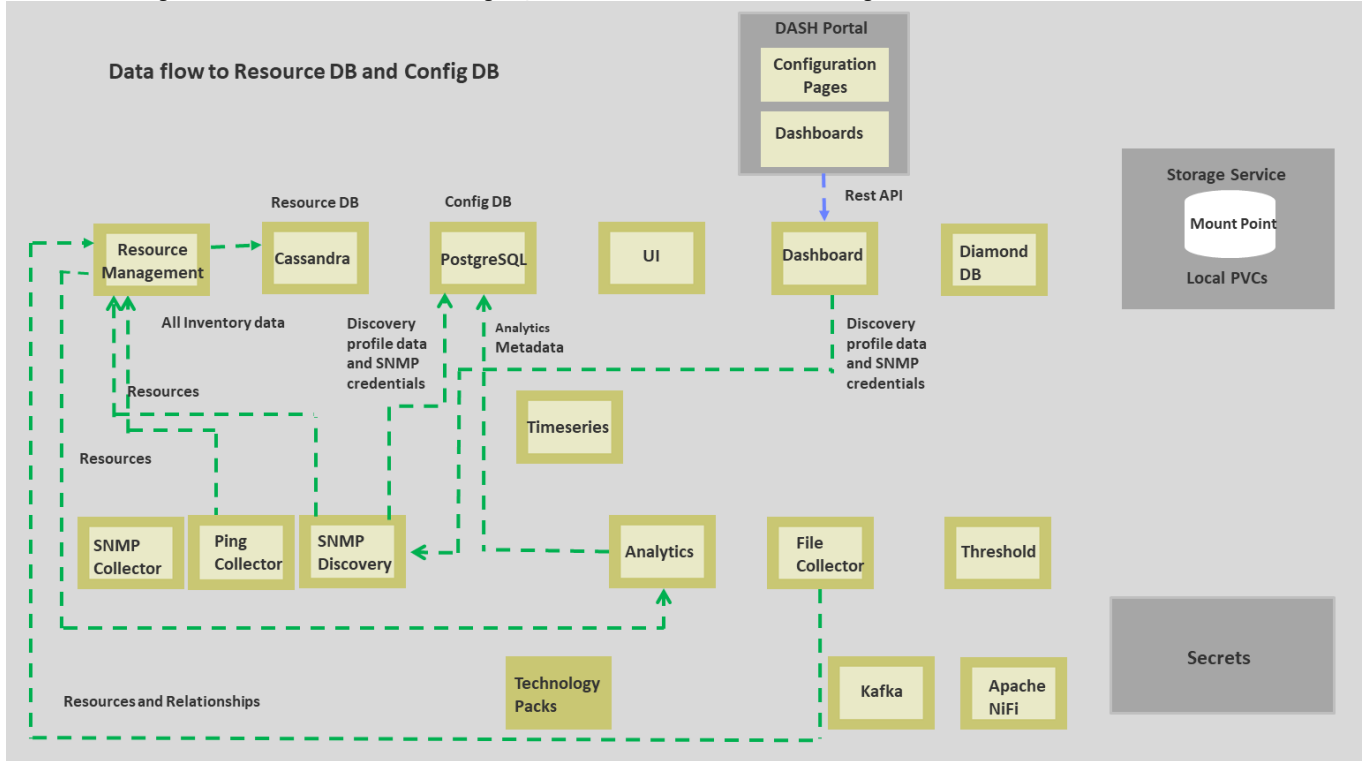 DASH Portal
Configuration
Pages
Dashboards
Data flow to Resource DB and Config DB
Storage Service
Mount Point
Local PVCs
Rest API
Resource DB
Config DB
Resource
Management
Cassandra
PostgreSQL
UI
Dashboard
Diamond
DB
All Inventory data
Discovery
profile data
and SNMP
credentials
Analytics
Metadata
Discovery
profile data
and SNMP
credentials
Resources
Timeseries
Resources
SNMP
Collector
Ping
Collector
SNMP
Discovery
Analytics
File
Collector
Threshold
Secrets
Technology
Packs
Kafka
Apache
NiFi
Resources and Relationships